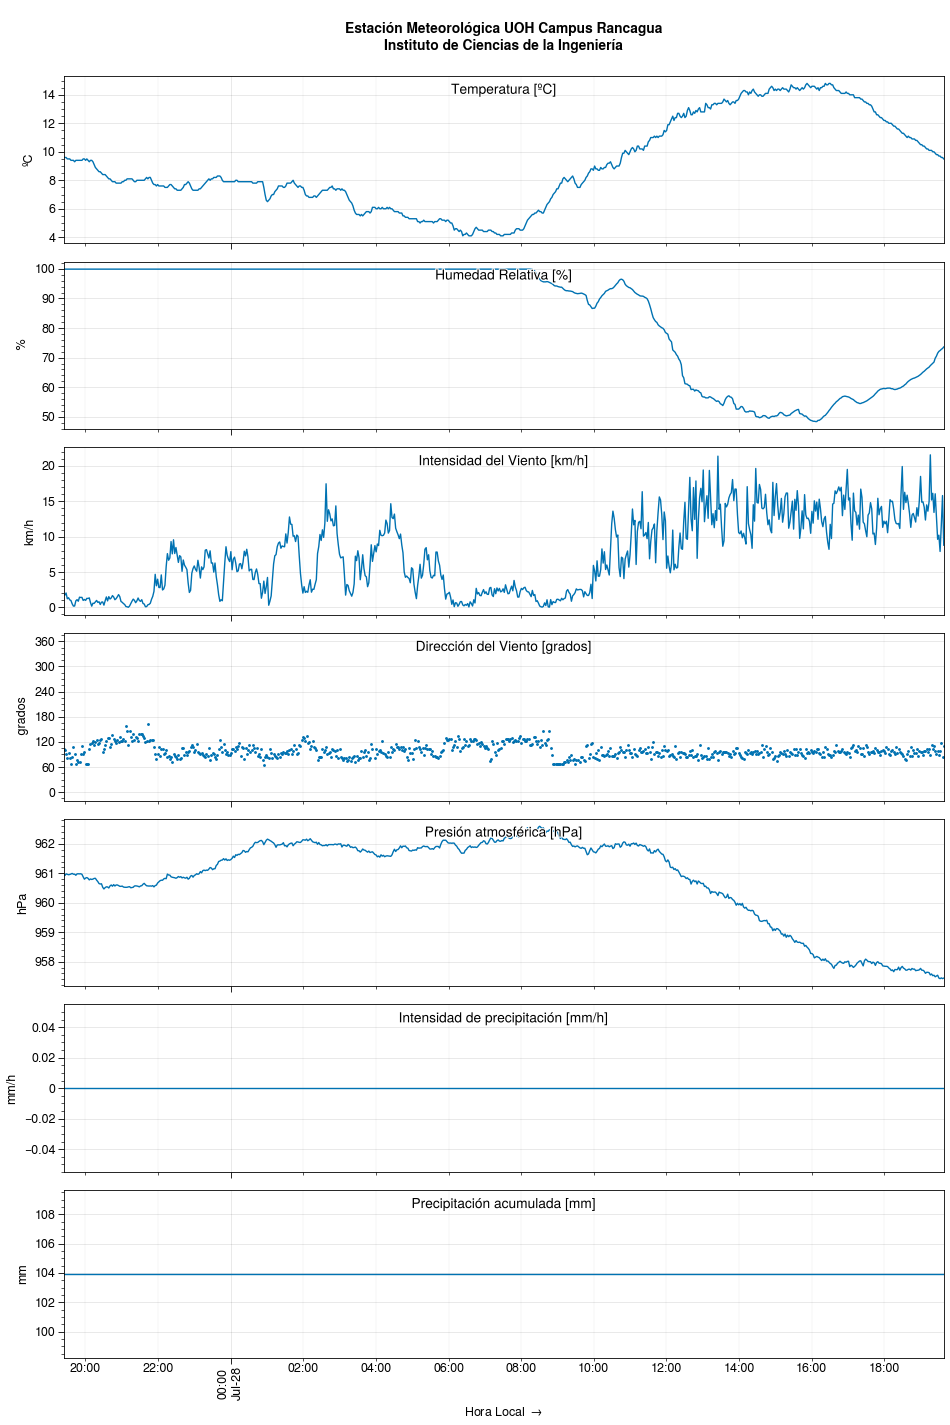 Estación Meteorológica UOH Campus Rancagua
Instituto de Ciencias de la Ingeniería
Temperatura [ºC]
ºC
14
12
10
8
6
4
Humedad Relativa [%]
%
100
90
80
70
60
50
Intensidad del Viento [km/h]
km/h
20
15
10
5
0
Dirección del Viento [grados]
grados
360
300
240
180
120
60
0
Presión atmosférica [hPa]
hPa
962
961
960
959
958
Intensidad de precipitación [mm/h]
mm/h
0.04
0.02
0
−0.02
−0.04
Precipitación acumulada [mm]
mm
108
106
104
102
100
20:00 22:00 00:00 02:00 04:00 06:00 08:00 10:00 12:00 14:00 16:00 18:00
Jul-28
Hora Local →